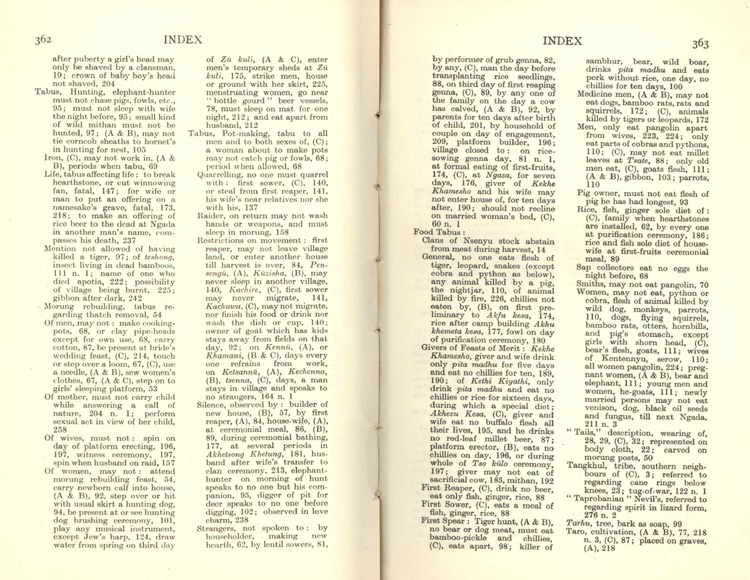 362
INDEX
after puberty a girl's head may
only be shaved by a clansman,
19; crown of baby boy's head
not shaved, 204
Tabus, Hunting, elephant-hunter
must not chase pigs, fowls, etc.,
95; must not sleep with wife
the night before, 95; small kind
of wild mithan must not be
hunted, 97; (A & B), may not
tie corncob sheaths to hornet's
in hunting for nest, 105
Iron, (C), may not work in, (A &
B), periods when tabu, 69
Life, tabus affecting life: to break
hearthstone, or cut winnowing
fan, fatal, 147; for wife or
man to put an offering on a
namesake's grave, fatal, 173,
218; to make an offering of
rice beer to the dead at Ngada
in another man's name, com-
passes his death, 237
Mention not allowed of having
killed a tiger, 97; of teshong,
insect living in dead bamboos,
111 n. 1; name of one who
died apotia, 222; possibility
of village being burnt, 225;
gibbon after dark, 242
Morung rebuilding, tabus re-
garding thatch removal, 54
Of men, may not: make cooking-
pots, 68, or clay pipe-heads
except for own use, 68, carry
cotton, 87, be present at bride's
wedding feast, (C), 214, touch
or step over a loom, 67, (C), use
a needle, (A & B), sew women's
clothes, 67, (A & C), step on to
girls' sleeping platform, 53
Of mother, must not carry child
while answering a call of
nature, 204 n. 1; perform
sexual act in view of her child,
258
Of wives, must not: spin on
day of platform erecting, 196,
197, witness ceremony, 197,
spin when husband on raid, 157
Of women, may not: attend
morung rebuilding feast, 54,
carry newborn calf into house,
(A & B), 92, step over or hit
with usual skirt a hunting dog,
94, be present at or see hunting
dog brushing ceremony, 101,
play any musical instrument,
except Jew's harp, 124, draw
water from spring on third day
of Zü kuli, (A & C), enter
men's temporary sheds at Zü
kuli, 175, strike men, house
or ground with her skirt, 225,
menstruating women, go near
"bottle gourd" beer vessels,
78, must sleep on mat for one
night, 212; and eat apart from
husband, 212
Tabus, Pot-making, tabu to all
men and to both sexes of, (C);
a woman about to make pots
may not catch pig or fowls, 68;
period when allowed, 68
Quarrelling, no one must quarrel
with: first sower, (C), 140,
or steal from first reaper, 141,
his wife's near relatives nor she
with his, 137
Raider, on return may not wash
hands or weapons, and must
sleep in morung, 158
Restrictions on movement: first
reaper, may not leave village
land, or enter another house
till harvest is over, 84, Pen-
sengü, (A), Küzisha, (B), may
never sleep in another village,
140, Kachire, (C), first sower
may never migrate, 141,
Kachuwa, (C), may not migrate,
nor finish his food or drink nor
wash the dish or cup, 140;
owner of goat which has kids
stays away from fields on that
day, 92; on Kennü, (A), or
Khamani, (B & C), days every
one refrains from work,
on Ketsannü, (A), Kechenna,
(B), tsenna, (C), days, a man
stays in village and speaks to
no strangers, 164 n. 1
Silence, observed by: builder of
new house, (B), 57, by first
reaper, (A), 84, house-wife, (A),
at ceremonial meal, 86, (B),
89, during ceremonial bathing,
177, at several periods in
Akhetsong Khetung, 181, hus-
band after wife's transfer to
clan ceremony, 213, elephant-
hunter on morning of hunt
speaks to no one but his com-
panion, 95, digger of pit for
deer speaks to no one before
digging, 102; observed in love
charm, 238
Strangers, not spoken to: by
householder, making new
hearth, 62, by lentil sowers, 81,
INDEX
363
by performer of grub genna, 82,
by any, (C), man the day before
transplanting rice seedlings,
88, on third day of first reaping
genna, (C), 89, by any one of
the family on the day a cow
has calved, (A & B), 92, by
parents for ten days after birth
of child, 201, by household of
couple on day of engagement,
209, platform builder, 196;
village closed to: on rice-
sowing genna day, 81 n. 1,
at formal eating of first-fruits,
174, (C), at Ngaza, for seven
days, 176, giver of Kekhe
Khamesho and his wife may
not enter house of, for ten days
after, 190; should not recline
on married woman's bed, (C),
60 n. 1
Food Tabus:
Clans of Nsenyu stock abstain
from meat during harvest, 14
General, no one eats flesh of
tiger, leopard, snakes (except
cobra and python as below),
any animal killed by a pig,
the nightjar, 110, of animal
killed by fire, 226, chillies not
eaten by, (B), on first pre-
liminary to Akfu kesa, 174,
rice after camp building Akhu
khemeta kesa, 177, fowl on day
of purification ceremony, 180
Givers of Feasts of Merit: Kekhe
Khamesho, giver and wife drink
only pita madhu for five days
and eat no chillies for ten, 189,
190; of Kethi Kigathi, only
drink pita madhu and eat no
chillies or rice for sixteen days,
during which a special diet;
Akhezu Kesa, (C), giver and
wife eat no buffalo flesh all
their lives, 195, and he drinks
no red-leaf millet beer, 87;
platform erector, (B), eats no
chillies on day, 196, or during
whole of Tso külo ceremony,
197; giver may not eat of
sacrificial cow, 185, mithan, 192
First Reaper, (C), drink no beer,
eat only fish, ginger, rice, 88
First Sower, (C), eats a meal of
fish, ginger, rice, 88
First Spear: Tiger hunt, (A & B),
no bear or dog meat, must eat
bamboo-pickle and chillies,
(C), eats apart, 98; killer of
sambhur, bear, wild boar,
drinks pita madhu and eats
pork without rice, one day, no
chillies for ten days, 100
Medicine men, (A & B), may not
eat dogs, bamboo rats, rats and
squirrels, 172; (C), animals
killed by tigers or leopards, 172
Men, only eat pangolin apart
from wives, 223, 224; only
eat parts of cobras and pythons,
110; (C), may not eat millet
leaves at Tsate, 88; only old
men eat, (C), goats flesh, 111;
(A & B), gibbon, 103; parrots,
110
Pig owner, must not eat flesh of
pig he has had longest, 93
Rice, fish, ginger sole diet of:
(C), family when hearthstones
are installed, 62, by every one
at purification ceremony, 186;
rice and fish sole diet of house-
wife at first-fruits ceremonial
meal, 89
Sap collectors eat no eggs the
night before, 68
Smiths, may not eat pangolin, 70
Women, may not eat, python or
cobra, flesh of animal killed by
wild dog, monkeys, parrots,
110, dogs, flying squirrels,
bamboo rats, otters, hornbills,
and pig's stomach, except
girls with shorn head, (C),
bear's flesh, goats, 111; wives
of Kentennyu, serow, 110;
all women pangolin, 224; preg-
nant women, (A & B), bear and
elephant, 111; young men and
women, he-goats, 111; newly
married persons may not eat
venison, dog, black oil seeds
and fungus, till next Ngada,
211 n. 3
"Tails," description, wearing of,
28, 29, (C), 32; represented on
body cloth, 22; carved on
morung posts, 50
Tangkhul, tribe, southern neigh-
bours of (C), 3; referred to
regarding cane rings below
knees, 23; tug-of-war, 122 n. 1
"Taprobanian" Nevil's, referred to
regarding spirit in lizard form,
276 n. 2
Tarhu, tree, bark as soap, 99
Taro, cultivation, (A & B), 77, 218
n. 3, (C), 87; placed on graves,
(A), 218